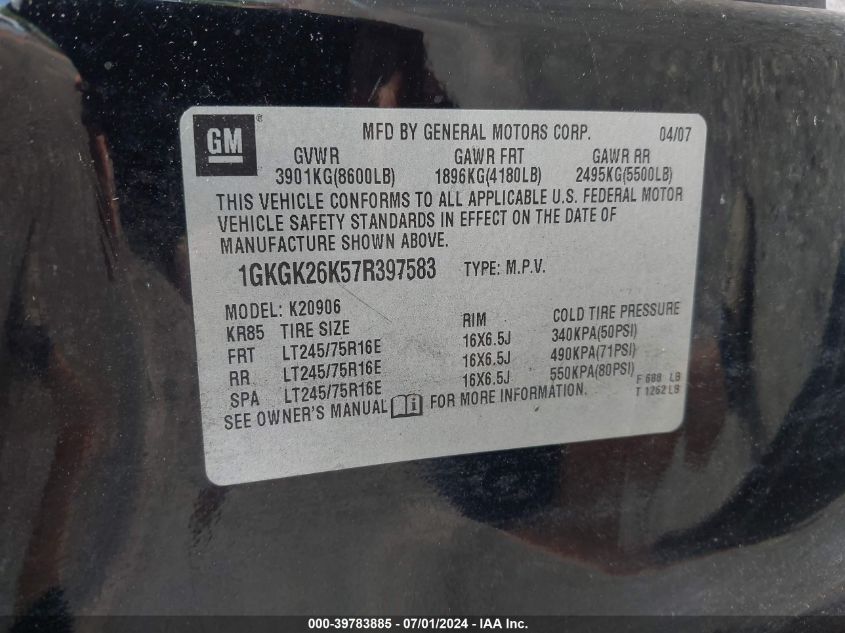 GM ®
MFD BY GENERAL MOTORS CORP. 04/07
GVWR GAWR FRT GAWR RR
3901KG(8600LB) 1896KG(4180LB) 2495KG(5500LB)
THIS VEHICLE CONFORMS TO ALL APPLICABLE U.S. FEDERAL MOTOR
VEHICLE SAFETY STANDARDS IN EFFECT ON THE DATE OF
MANUFACTURE SHOWN ABOVE.
1GKGK26K57R397583 TYPE: M.P.V.
MODEL: K20906
KR85 TIRE SIZE RIM COLD TIRE PRESSURE
FRT LT245/75R16E 16X6.5J 340KPA(50PSI)
RR LT245/75R16E 16X6.5J 490KPA(71PSI)
SPA LT245/75R16E 16X6.5J 550KPA(80PSI)
F 688 LB
T 1262 LB
SEE OWNER'S MANUAL i FOR MORE INFORMATION.
000-39783885 - 07/01/2024 - IAA Inc.